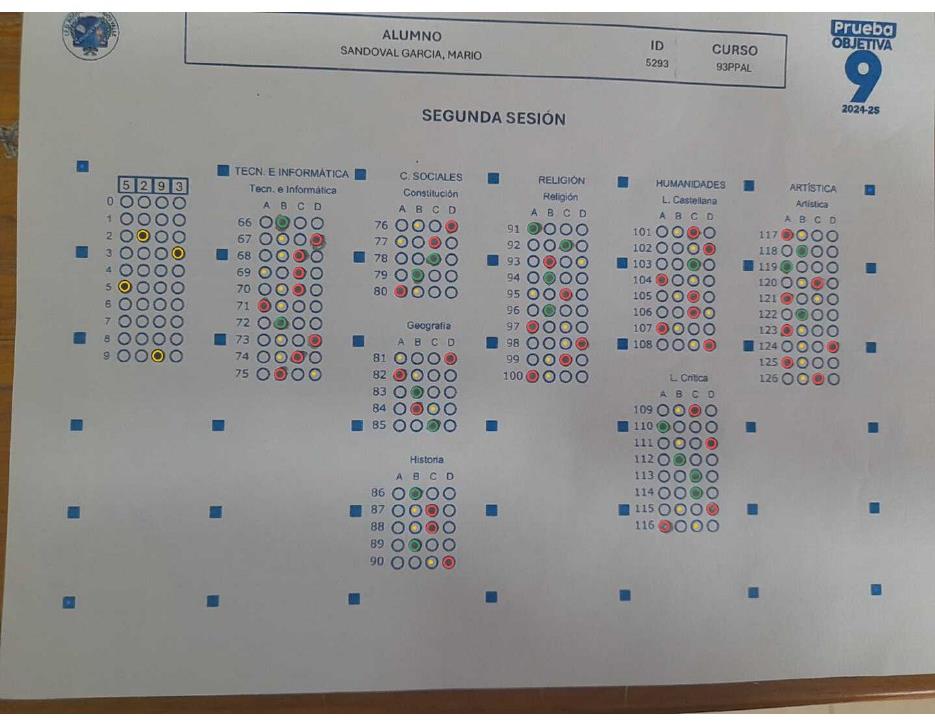 ALUMNO
SANDOVAL GARCIA, MARIO
ID
5293
CURSO
93PPAL
Prueba
OBJETIVA
9
2024-2S
SEGUNDA SESIÓN
5 2 9 3
0
1
2
3
4
5
6
7
8
9
TECN. E INFORMÁTICA
Tecn. e Informática
A B C D
66
67
68
69
70
71
72
73
74
75
C. SOCIALES
Constitución
A B C D
76
77
78
79
80
Geografía
A B C D
81
82
83
84
85
Historia
A B C D
86
87
88
89
90
RELIGIÓN
Religión
A B C D
91
92
93
94
95
96
97
98
99
100
HUMANIDADES
L. Castellana
A B C D
101
102
103
104
105
106
107
108
L. Crítica
A B C D
109
110
111
112
113
114
115
116
ARTÍSTICA
Artística
A B C D
117
118
119
120
121
122
123
124
125
126